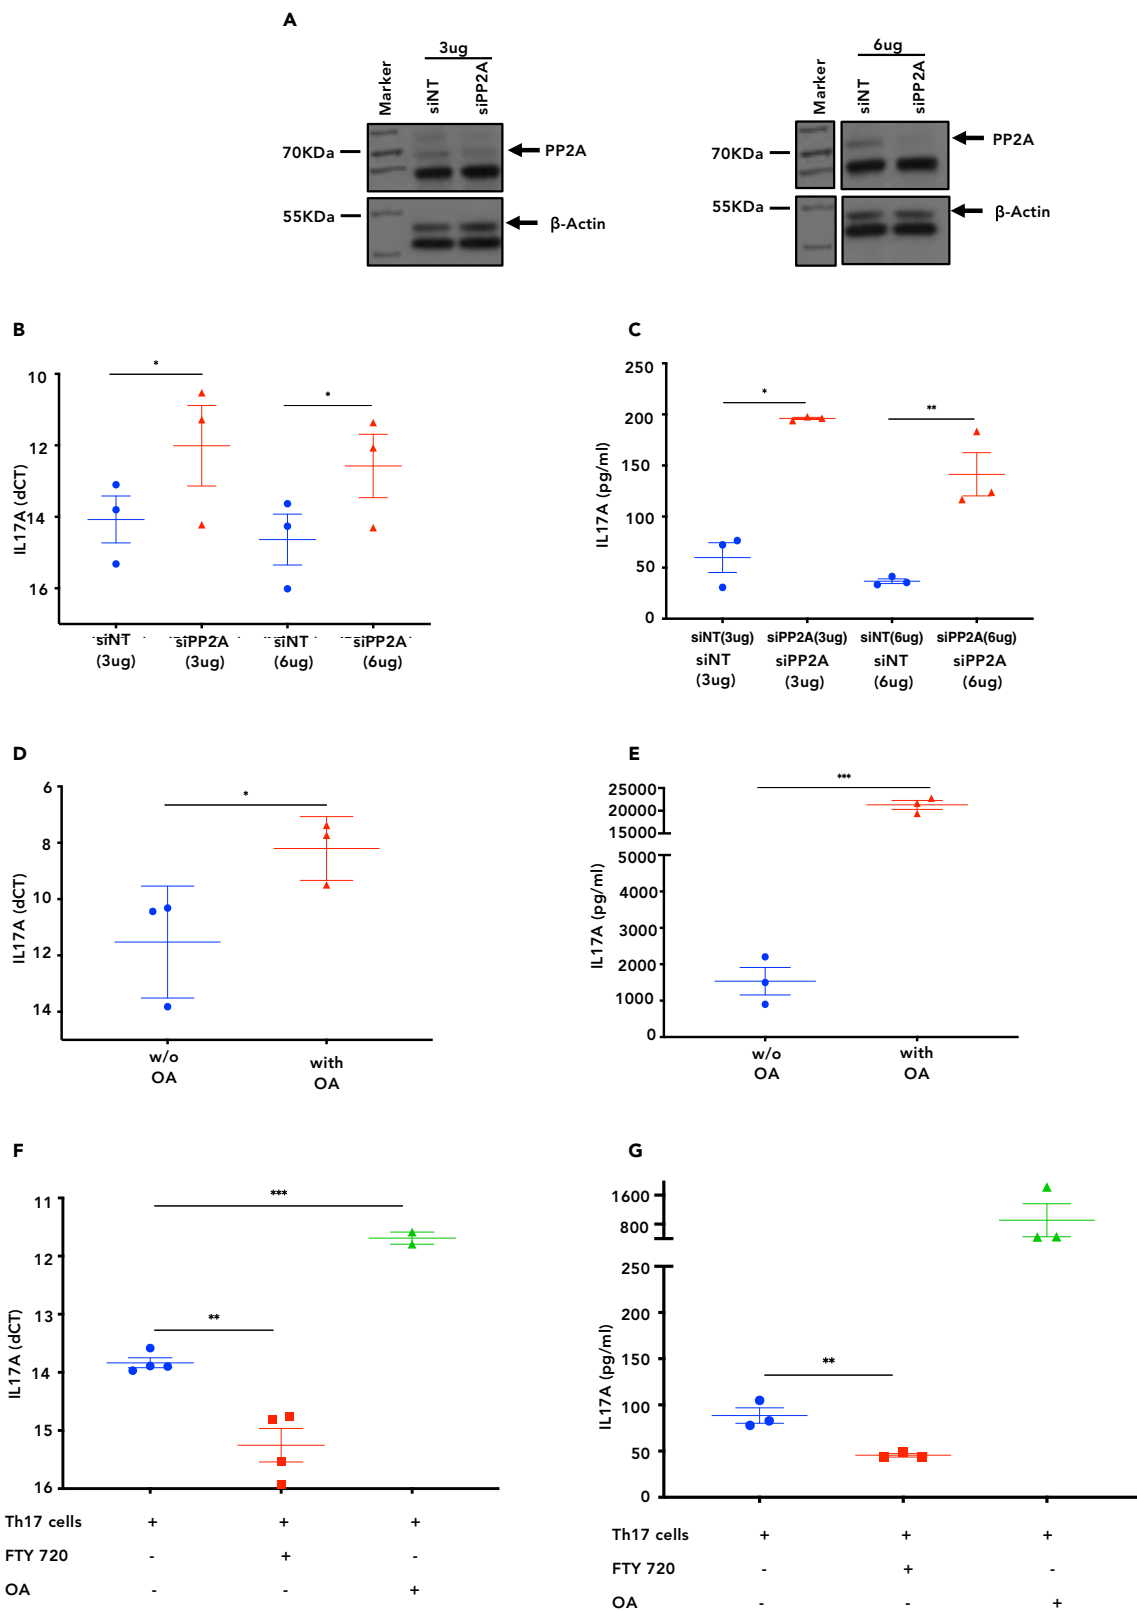 A
3ug
Marker
siNT
siPP2A
70KDa
PP2A
55KDa
β-Actin
6ug
Marker
siNT
siPP2A
70KDa
PP2A
55KDa
β-Actin
B
IL17A (dCT)
10
12
14
16
*
*
siNT siPP2A siNT siPP2A
(3ug) (3ug) (6ug) (6ug)
C
IL17A (pg/ml)
250
200
150
100
50
0
*
**
siNT(3ug) siPP2A(3ug) siNT(6ug) siPP2A(6ug)
siNT siPP2A siNT siPP2A
(3ug) (3ug) (6ug) (6ug)
D
IL17A (dCT)
6
8
10
12
14
*
w/o with
OA OA
E
IL17A (pg/ml)
25000
20000
15000
5000
4000
3000
2000
1000
0
***
w/o with
OA OA
F
IL17A (dCT)
11
12
13
14
15
16
***
**
Th17 cells + + +
FTY 720 - + -
OA - - +
G
IL17A (pg/ml)
1600
800
250
200
150
100
50
0
**
Th17 cells + + +
FTY 720 - + -
OA - - +